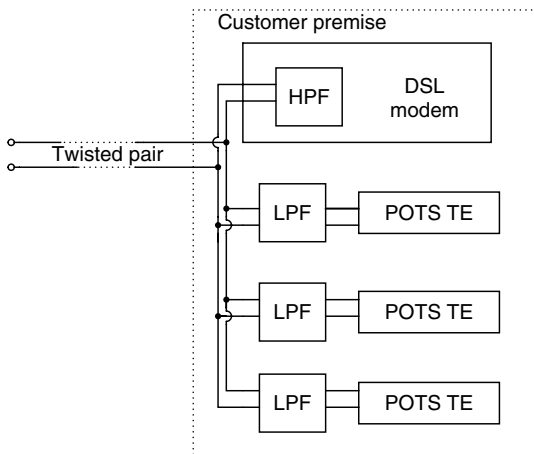 Customer premise
HPF
DSL
modem
Twisted pair
LPF
POTS TE
LPF
POTS TE
LPF
POTS TE